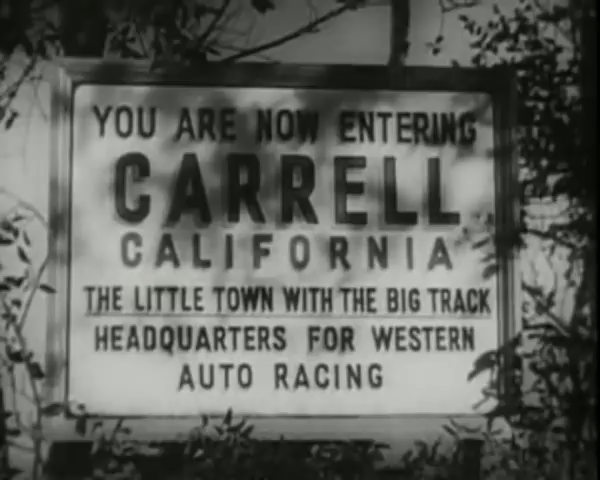 YOU ARE NOW ENTERING
CARRELL
CALIFORNIA
THE LITTLE TOWN WITH THE BIG TRACK
HEADQUARTERS FOR WESTERN
AUTO RACING